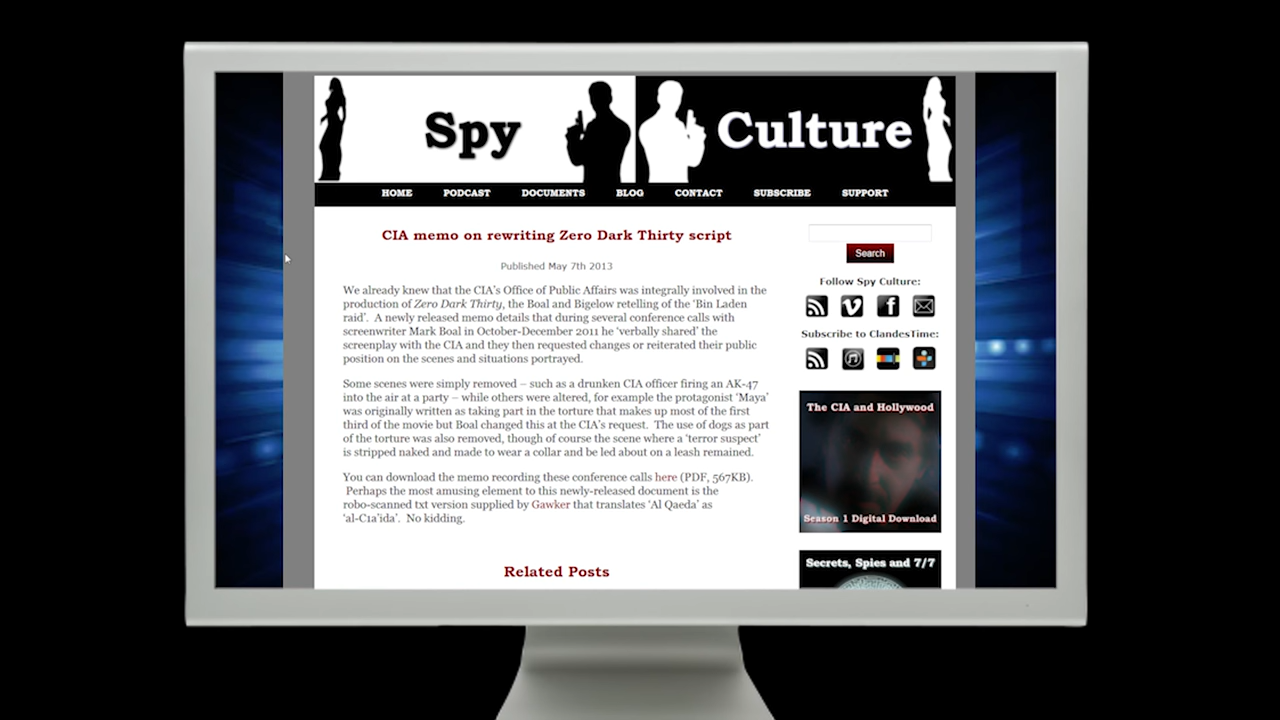 Spy Culture
HOME PODCAST DOCUMENTS BLOG CONTACT SUBSCRIBE SUPPORT
CIA memo on rewriting Zero Dark Thirty script
Published May 7th 2013
We already knew that the CIA's Office of Public Affairs was integrally involved in the
production of Zero Dark Thirty, the Boal and Bigelow retelling of the 'Bin Laden
raid'. A newly released memo details that during several conference calls with
screenwriter Mark Boal in October-December 2011 he 'verbally shared' the
screenplay with the CIA and they then requested changes or reiterated their public
position on the scenes and situations portrayed.
Some scenes were simply removed – such as a drunken CIA officer firing an AK-47
into the air at a party – while others were altered, for example the protagonist 'Maya'
was originally written as taking part in the torture that makes up most of the first
third of the movie but Boal changed this at the CIA's request. The use of dogs as part
of the torture was also removed, though of course the scene where a 'terror suspect'
is stripped naked and made to wear a collar and be led about on a leash remained.
You can download the memo recording these conference calls here (PDF, 567KB).
Perhaps the most amusing element to this newly-released document is the
robo-scanned txt version supplied by Gawker that translates 'Al Qaeda' as
'al-C1a'ida'. No kidding.
Related Posts
Search
Follow Spy Culture:
Subscribe to ClandesTime:
The CIA and Hollywood
Season 1 Digital Download
Secrets, Spies and 7/7